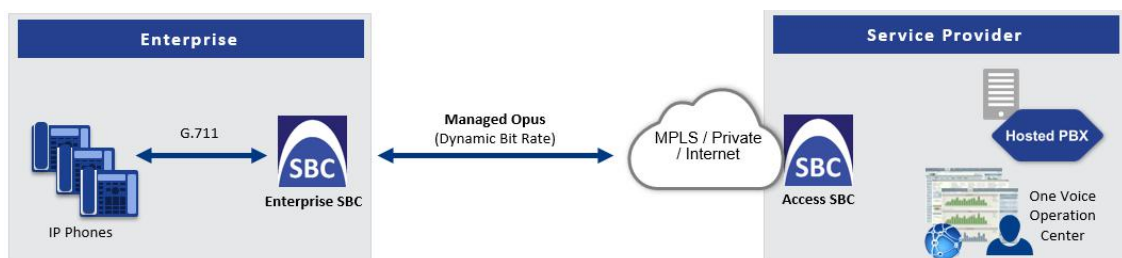 Enterprise
G.711
SBC
Enterprise SBC
IP Phones
Managed Opus
(Dynamic Bit Rate)
MPLS / Private
/ Internet
Service Provider
SBC
Access SBC
Hosted PBX
One Voice
Operation
Center